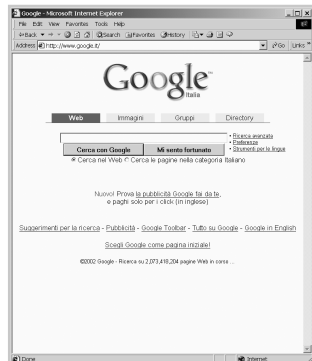 Google - Microsoft Internet Explorer
File Edit View Favorites Tools Help
Back Search Favorites History
Address http://www.google.it/ Go Links »
Google™
Italia
Web Immagini Gruppi Directory
• Ricerca avanzata
• Preferenze
• Strumenti per le lingue
Cerca con Google Mi sento fortunato
Cerca nel Web Cerca le pagine nella categoria Italiano
Nuovo! Prova la pubblicità Google fai da te,
e paghi solo per i click (in inglese)
Suggerimenti per la ricerca - Pubblicità - Google Toolbar - Tutto su Google - Google in English
Scegli Google come pagina iniziale!
©2002 Google - Ricerca su 2,073,418,204 pagine Web in corso ...
Done Internet